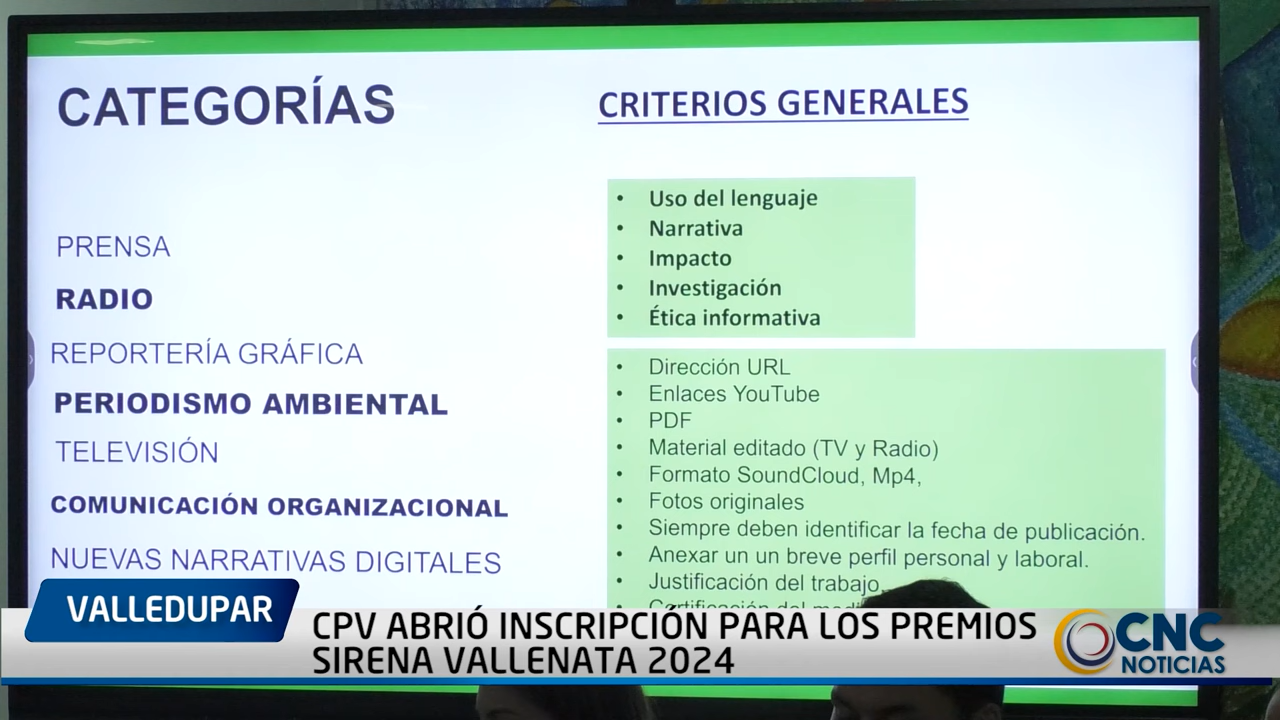 CATEGORÍAS
PRENSA
RADIO
REPORTERÍA GRÁFICA
PERIODISMO AMBIENTAL
TELEVISIÓN
COMUNICACIÓN ORGANIZACIONAL
NUEVAS NARRATIVAS DIGITALES
CRITERIOS GENERALES
• Uso del lenguaje
• Narrativa
• Impacto
• Investigación
• Ética informativa
• Dirección URL
• Enlaces YouTube
• PDF
• Material editado (TV y Radio)
• Formato SoundCloud, Mp4,
• Fotos originales
• Siempre deben identificar la fecha de publicación.
• Anexar un un breve perfil personal y laboral.
• Justificación del trabajo
• Certificación del
VALLEDUPAR
CPV ABRIÓ INSCRIPCIÓN PARA LOS PREMIOS
SIRENA VALLENATA 2024
CNC
NOTICIAS